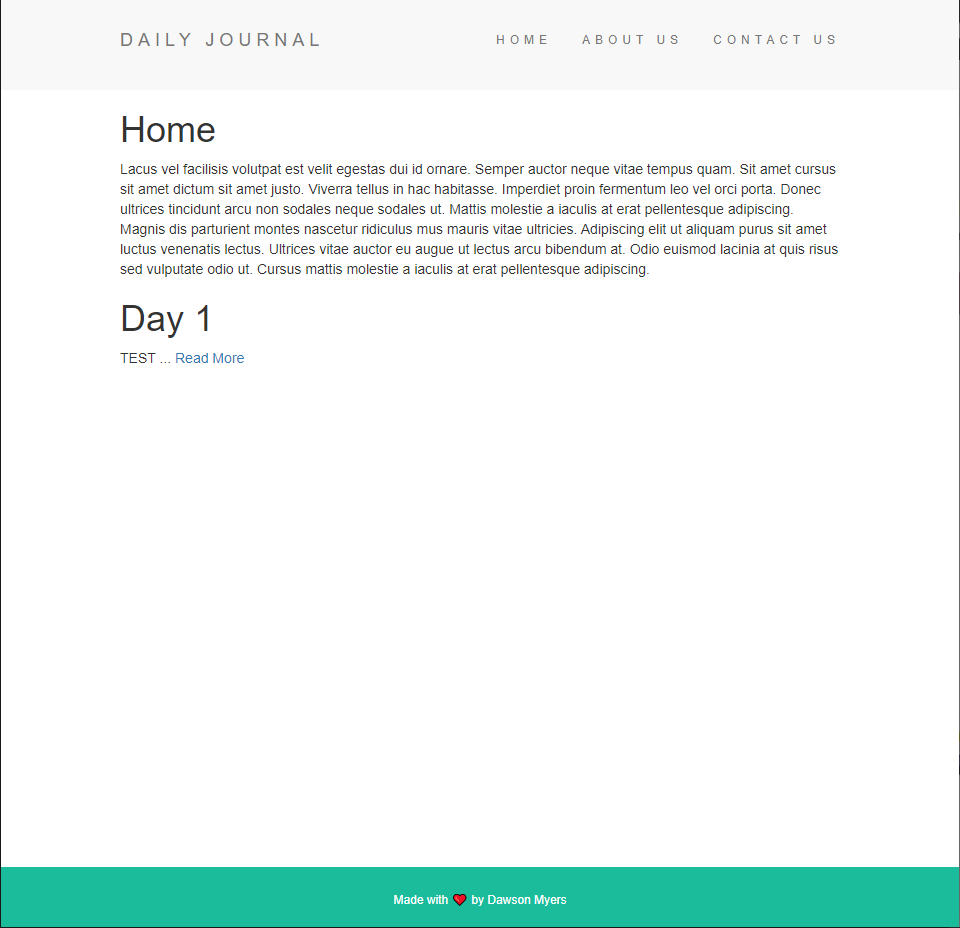 DAILY JOURNAL
HOME ABOUT US CONTACT US
Home
Lacus vel facilisis volutpat est velit egestas dui id ornare. Semper auctor neque vitae tempus quam. Sit amet cursus
sit amet dictum sit amet justo. Viverra tellus in hac habitasse. Imperdiet proin fermentum leo vel orci porta. Donec
ultrices tincidunt arcu non sodales neque sodales ut. Mattis molestie a iaculis at erat pellentesque adipiscing.
Magnis dis parturient montes nascetur ridiculus mus mauris vitae ultricies. Adipiscing elit ut aliquam purus sit amet
luctus venenatis lectus. Ultrices vitae auctor eu augue ut lectus arcu bibendum at. Odio euismod lacinia at quis risus
sed vulputate odio ut. Cursus mattis molestie a iaculis at erat pellentesque adipiscing.
Day 1
TEST ... Read More
Made with ❤ by Dawson Myers